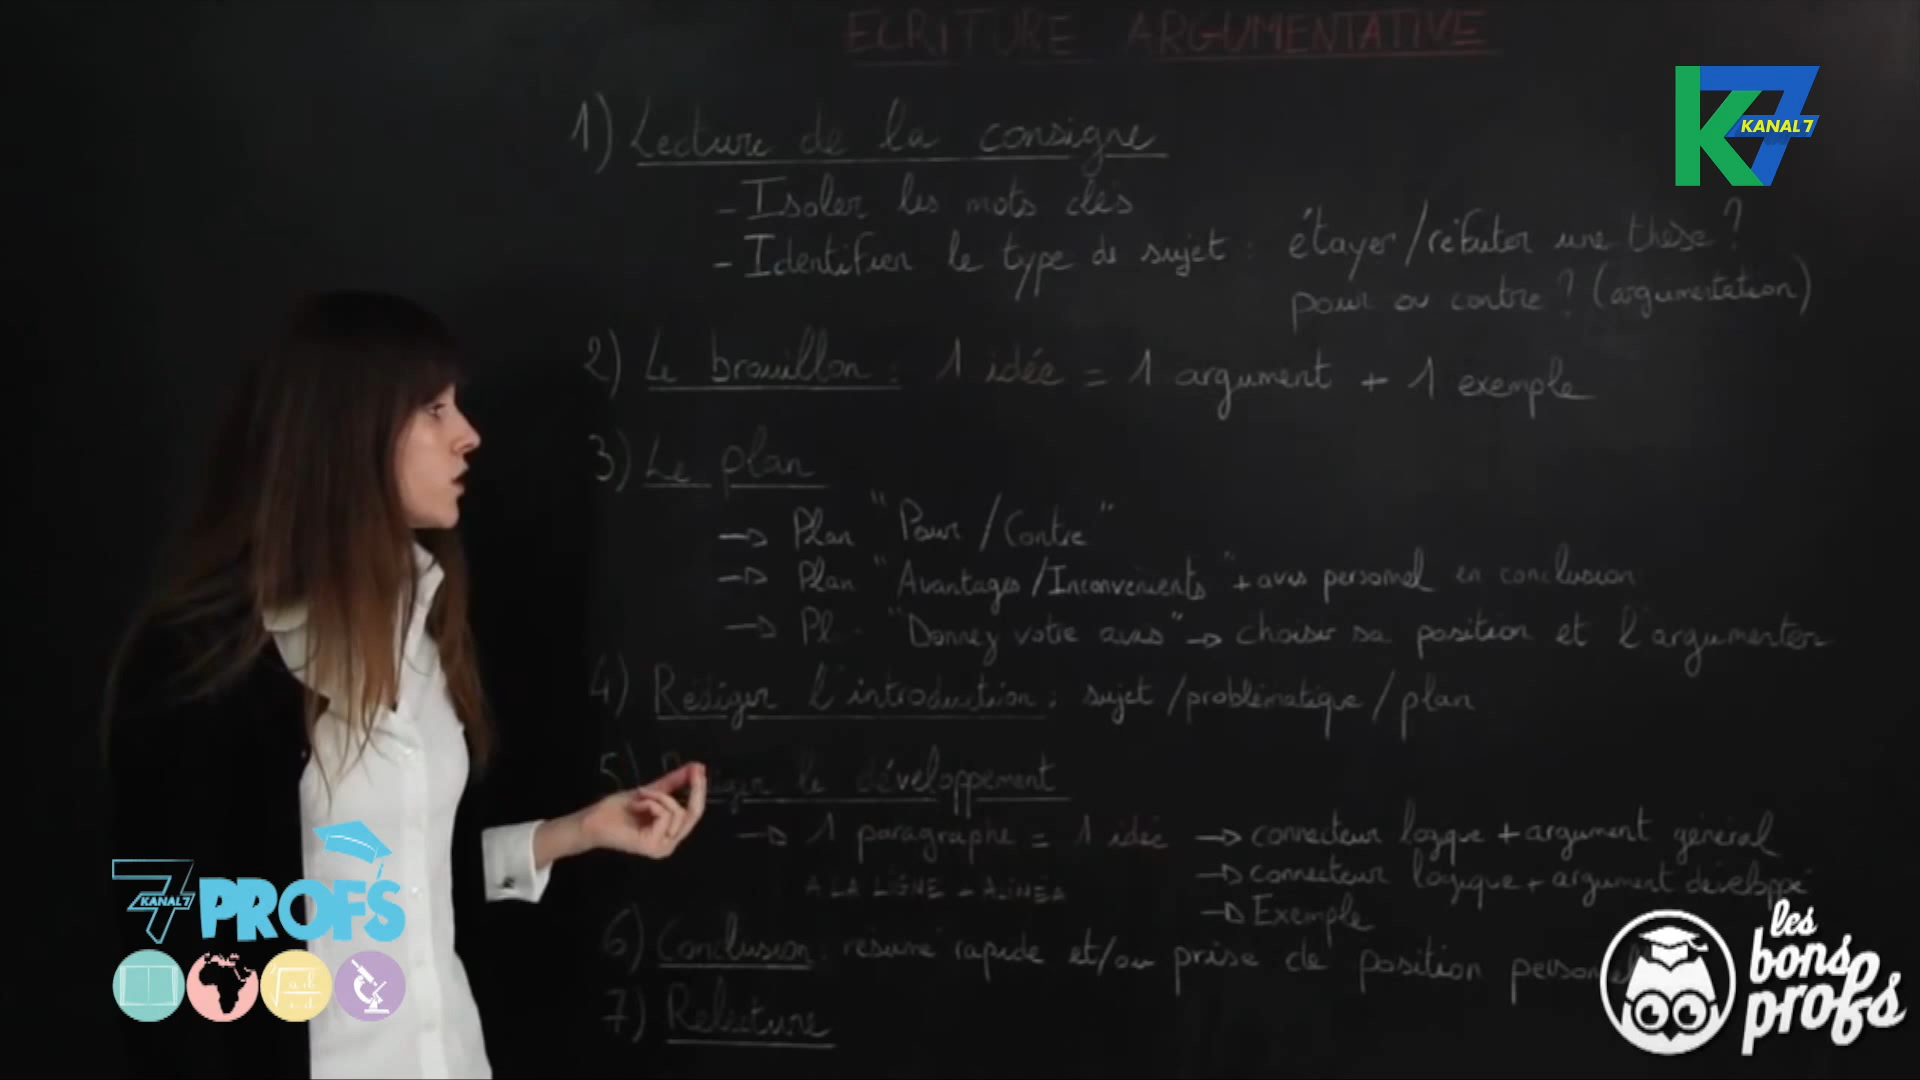 ECRITURE ARGUMENTATIVE
K7 KANAL 7
1) Lecture de la consigne
- Isoler les mots clés
- Identifier le type de sujet : étayer/réfuter une thèse ?
pour ou contre ? (argumentation)
2) Le brouillon : 1 idée = 1 argument + 1 exemple
3) Le plan
→ Plan "Pour / Contre"
→ Plan "Avantages / Inconvénients" + avis personnel en conclusion
→ Pl "Donnez votre avis" → choisir sa position et l'argumenter
4) Rédiger l'introduction : sujet / problématique / plan
5) le développement
→ 1 paragraphe = 1 idée → connecteur logique + argument général
→ connecteur logique + argument développé
A LA LIGNE - ALINÉA
→ Exemple
6) Conclusion : résumé rapide et/ou prise de position
7) Relecture
7 KANAL 7 PROFS
les bons profs